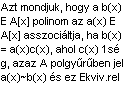 Azt mondjuk, hogy a b(x)
E A[x] polinom az a(x) E
A[x] asszociáltja, ha b(x)
= a(x)c(x), ahol c(x) 1sé
g, azaz A polgyűrűben jel
a(x)~b(x) és ez Ekviv.rel